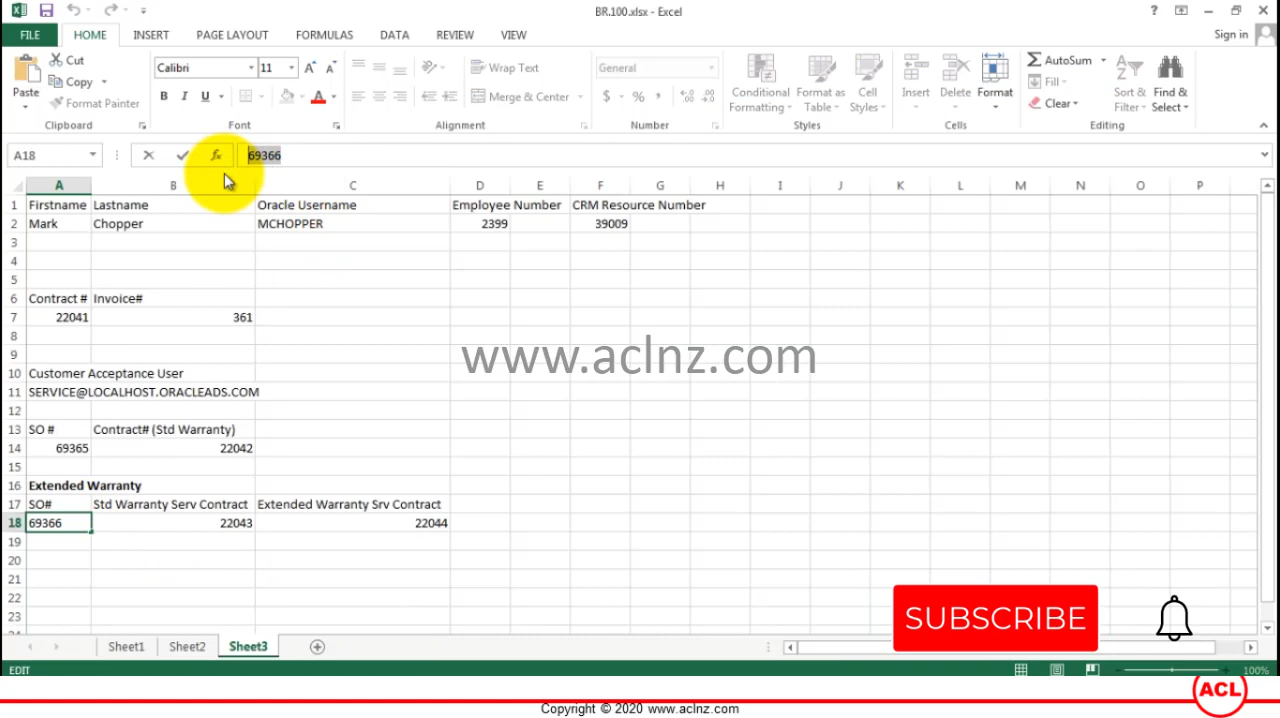 BR.100.xlsx - Excel
?
Sign in
FILE HOME INSERT PAGE LAYOUT FORMULAS DATA REVIEW VIEW
Paste
Cut
Copy
Format Painter
Clipboard
Calibri 11
B I U
Font
Wrap Text
Merge & Center
Alignment
General
$ % ,
Number
Conditional Formatting
Format as Table
Cell Styles
Styles
Insert Delete Format
Cells
AutoSum
Fill
Clear
Sort & Filter
Find & Select
Editing
A18 fx 69366
A B C D E F G H I J K L M N O P
1 Firstname Lastname Oracle Username Employee Number CRM Resource Number
2 Mark Chopper MCHOPPER 2399 39009
3
4
5
6 Contract # Invoice#
7 22041 361
8
www.aclnz.com
9
10 Customer Acceptance User
11 SERVICE@LOCALHOST.ORACLEADS.COM
12
13 SO # Contract# (Std Warranty)
14 69365 22042
15
16 Extended Warranty
17 SO# Std Warranty Serv Contract Extended Warranty Srv Contract
18 69366 22043 22044
19
20
21
22
23
SUBSCRIBE
Sheet1 Sheet2 Sheet3
EDIT 100%
ACL
Copyright © 2020 www.aclnz.com